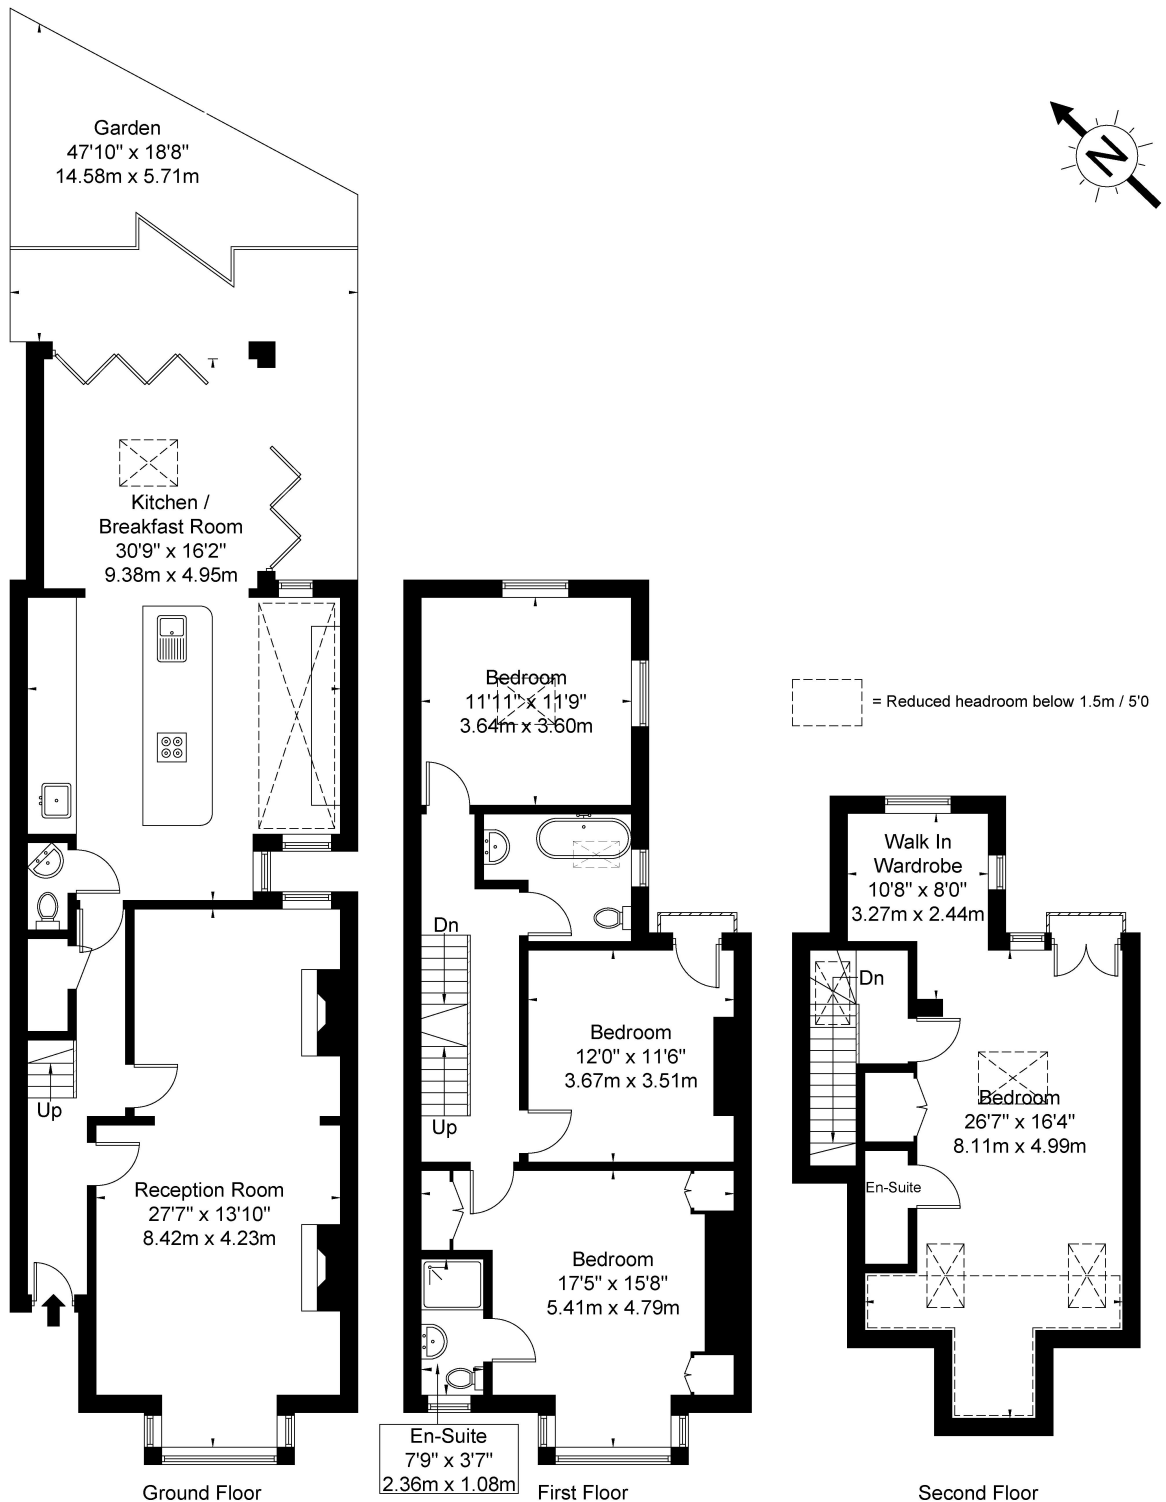 Garden
47'10" x 18'8"
14.58m x 5.71m
N
Kitchen /
Breakfast Room
30'9" x 16'2"
9.38m x 4.95m
Up
Reception Room
27'7" x 13'10"
8.42m x 4.23m
Ground Floor
Bedroom
11'11" x 11'9"
3.64m x 3.60m
Dn
Bedroom
12'0" x 11'6"
3.67m x 3.51m
Up
Bedroom
17'5" x 15'8"
5.41m x 4.79m
En-Suite
7'9" x 3'7"
2.36m x 1.08m
First Floor
= Reduced headroom below 1.5m / 5'0
Walk In
Wardrobe
10'8" x 8'0"
3.27m x 2.44m
Dn
Bedroom
26'7" x 16'4"
8.11m x 4.99m
En-Suite
Second Floor